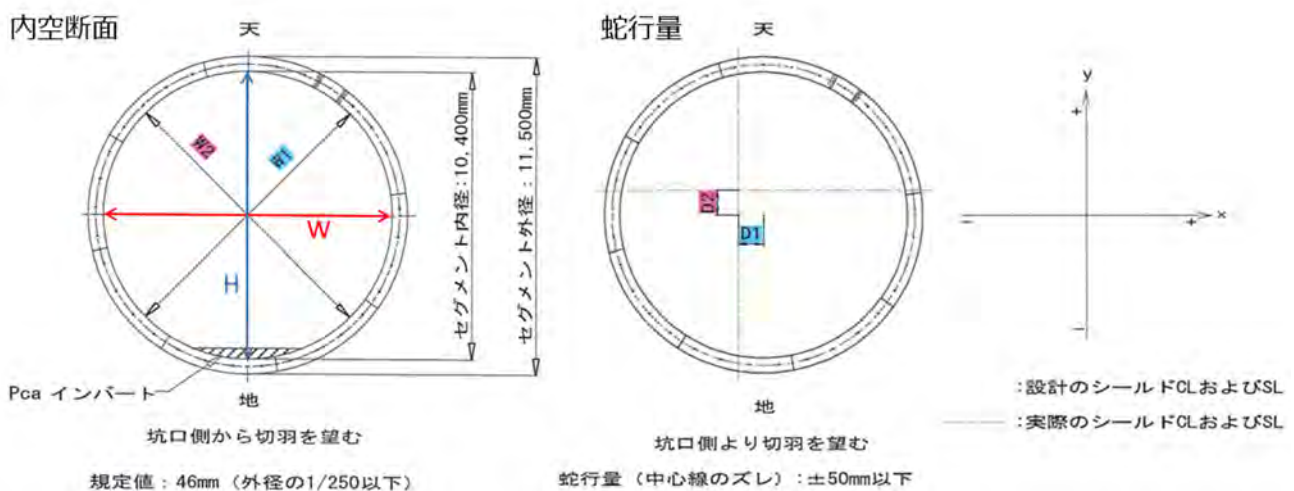 内空断面
天
W2
W1
W
H
セグメント内径:10,400mm
セグメント外径:11,500mm
Pca インバート
地
坑口側から切羽を望む
規定値:46mm(外径の1/250以下)
蛇行量
天
D2
D1
地
坑口側より切羽を望む
蛇行量(中心線のズレ):±50mm以下
y
+
−
+
x
−
:設計のシールドCLおよびSL
:実際のシールドCLおよびSL